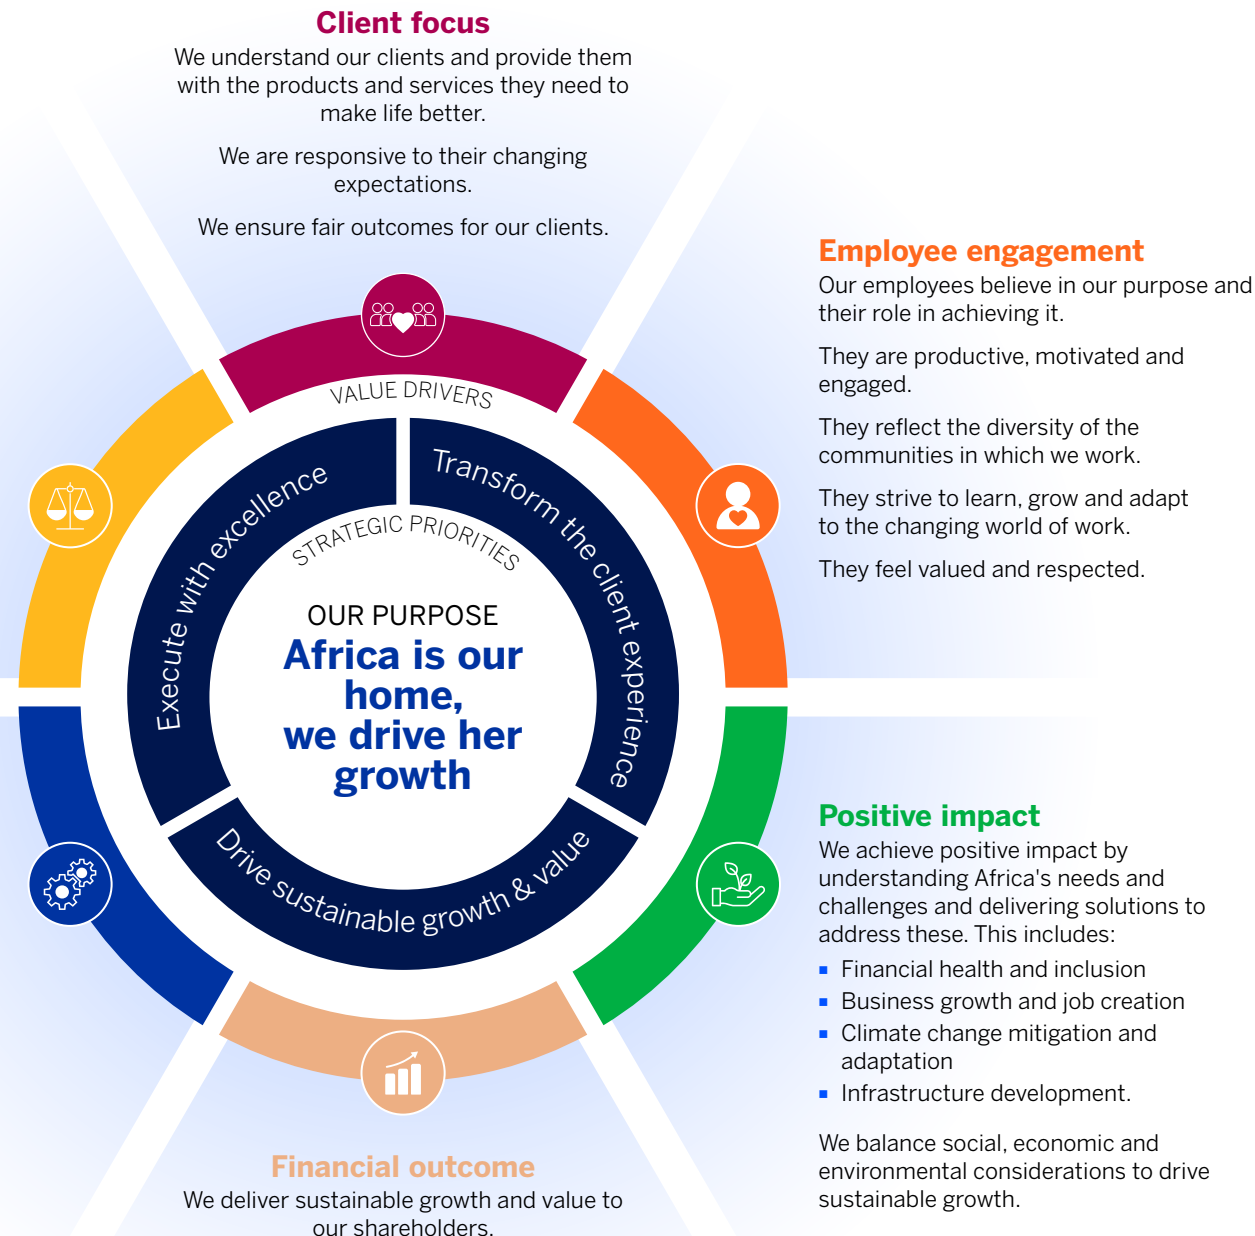 Client focus
We understand our clients and provide them
with the products and services they need to
make life better.
We are responsive to their changing
expectations.
We ensure fair outcomes for our clients.
Employee engagement
Our employees believe in our purpose and
their role in achieving it.
They are productive, motivated and
engaged.
They reflect the diversity of the
communities in which we work.
They strive to learn, grow and adapt
to the changing world of work.
They feel valued and respected.
VALUE DRIVERS
Execute with excellence
Transform the client experience
Drive sustainable growth & value
STRATEGIC PRIORITIES
OUR PURPOSE
Africa is our
home,
we drive her
growth
Positive impact
We achieve positive impact by
understanding Africa's needs and
challenges and delivering solutions to
address these. This includes:
▪ Financial health and inclusion
▪ Business growth and job creation
▪ Climate change mitigation and
adaptation
▪ Infrastructure development.
We balance social, economic and
environmental considerations to drive
sustainable growth.
Financial outcome
We deliver sustainable growth and value to
our shareholders.